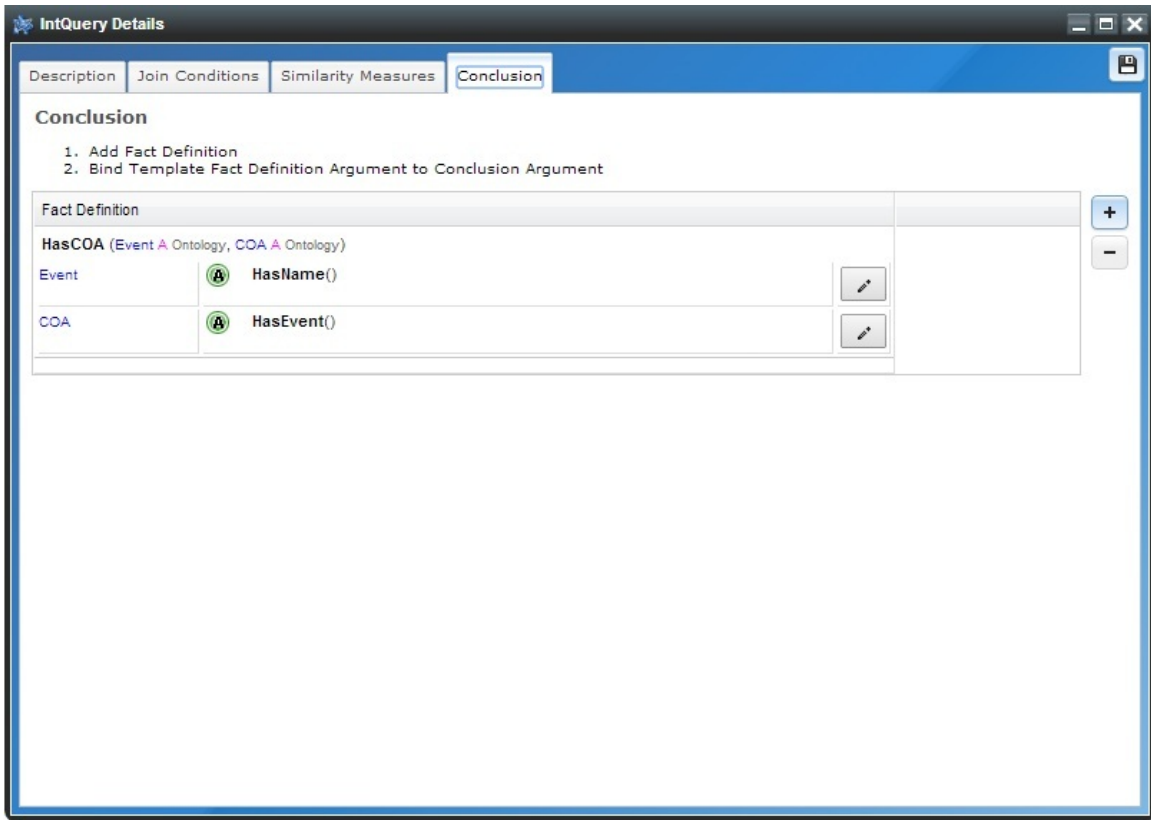 IntQuery Details
Description Join Conditions Similarity Measures Conclusion
Conclusion
1. Add Fact Definition
2. Bind Template Fact Definition Argument to Conclusion Argument
Fact Definition
+
HasCOA (Event A Ontology, COA A Ontology)
−
Event A HasName()
COA A HasEvent()